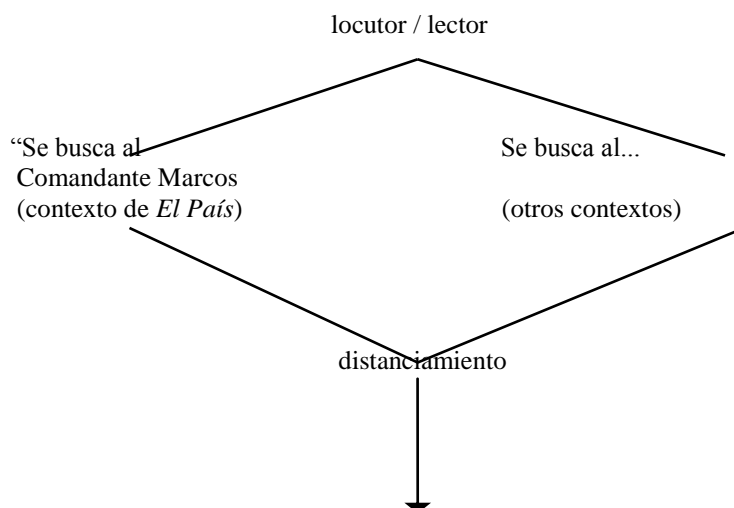 locutor / lector
“Se busca al
Comandante Marcos
(contexto de El País)
Se busca al...
(otros contextos)
distanciamiento